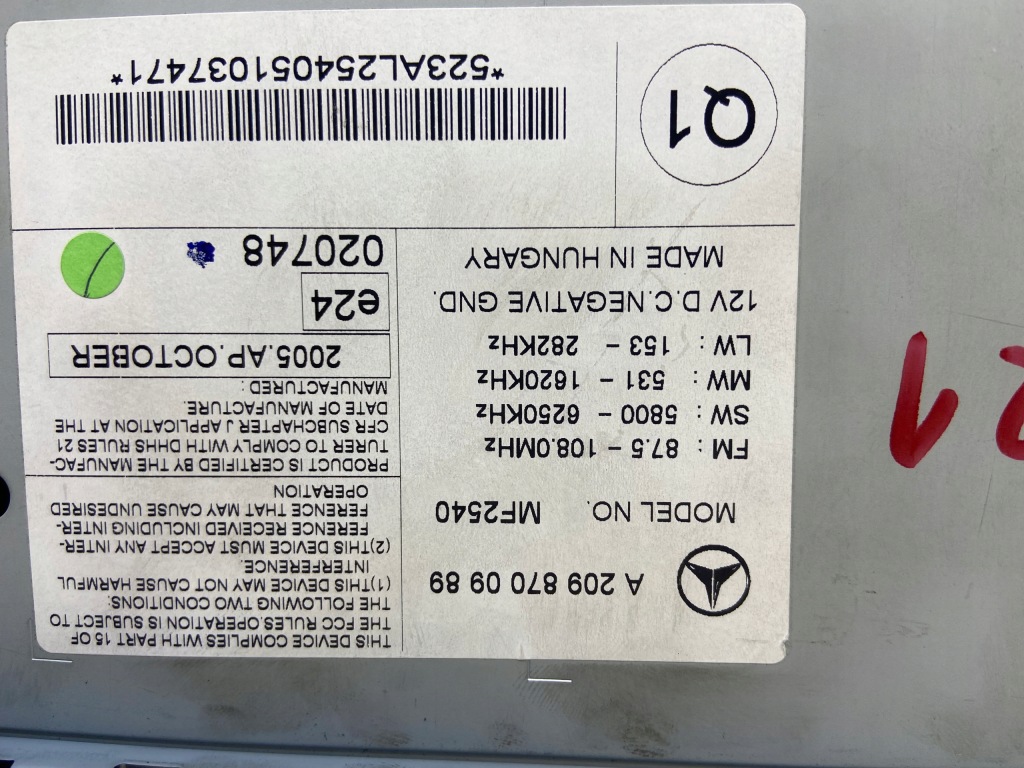 THIS DEVICE COMPLIES WITH PART 15 OF
THE FCC RULES.OPERATION IS SUBJECT TO
THE FOLLOWING TWO CONDITIONS:
(1)THIS DEVICE MAY NOT CAUSE HARMFUL
INTERFERENCE.
(2)THIS DEVICE MUST ACCEPT ANY INTER-
FERENCE RECEIVED INCLUDING INTER-
FERENCE THAT MAY CAUSE UNDESIRED
OPERATION
A 209 870 09 89
MODEL NO. MF2540
FM : 87.5 - 108.0MHz
SW : 5800 - 6250KHz
MW : 531 - 1620KHz
LW : 153 - 282KHz
12V D.C.NEGATIVE GND.
MADE IN HUNGARY
PRODUCT IS CERTIFIED BY THE MANUFAC-
TURER TO COMPLY WITH DHHS RULES 21
CFR SUBCHAPTER J APPLICATION AT THE
DATE OF MANUFACTURE.
MANUFACTURED:
2005.AP.OCTOBER
e24
020748
Q1
*523AL254051037471*